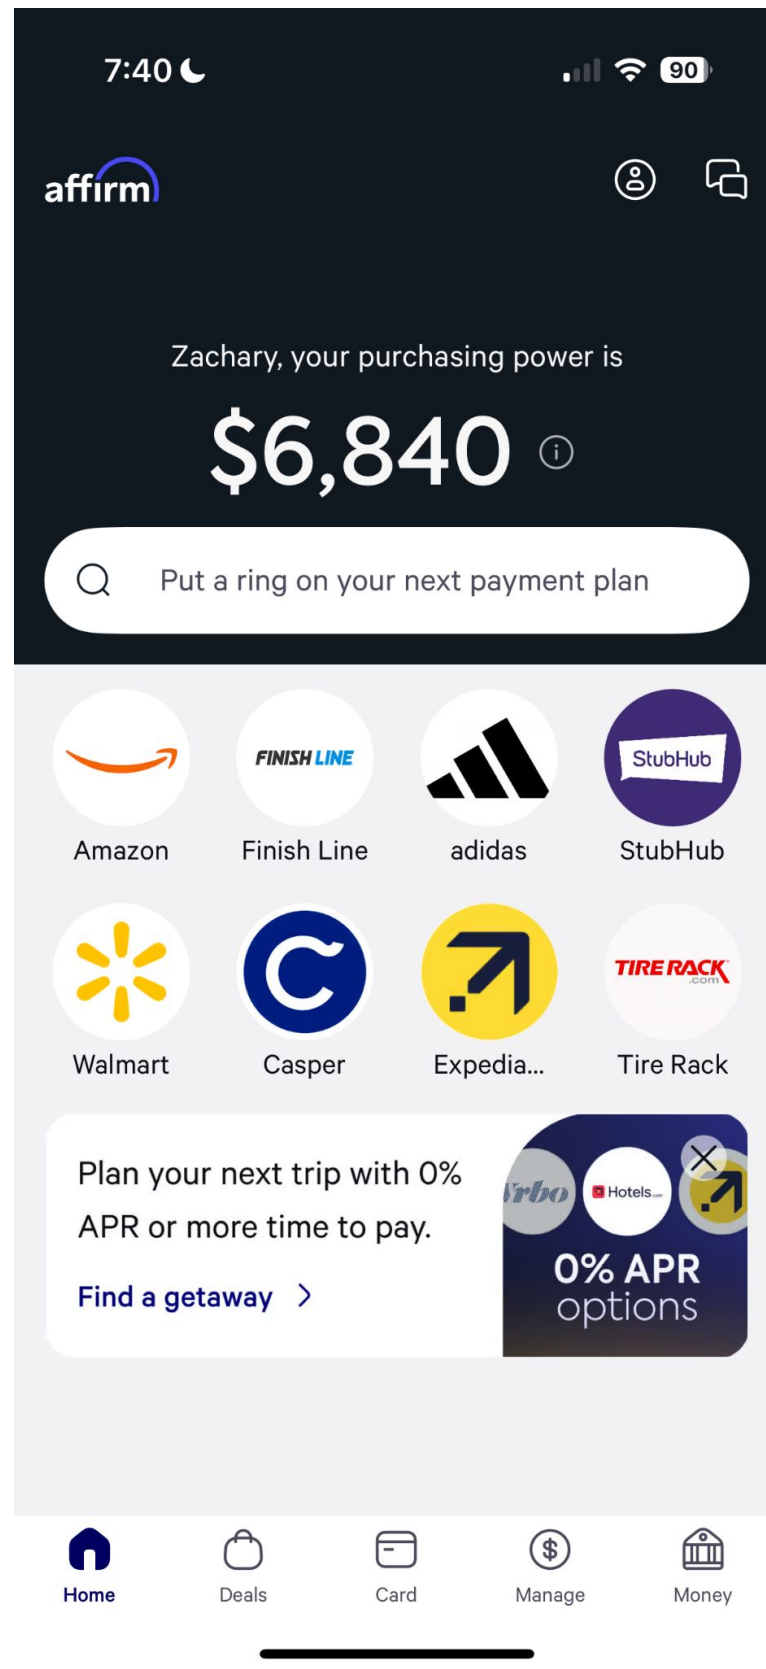 7:40
90
affirm
Zachary, your purchasing power is
$6,840
Put a ring on your next payment plan
FINISH LINE
StubHub
Amazon
Finish Line
adidas
StubHub
TIRE RACK
.com
Walmart
Casper
Expedia...
Tire Rack
Plan your next trip with 0%
APR or more time to pay.
Find a getaway
Vrbo
Hotels.com
0% APR
options
Home
Deals
Card
Manage
Money